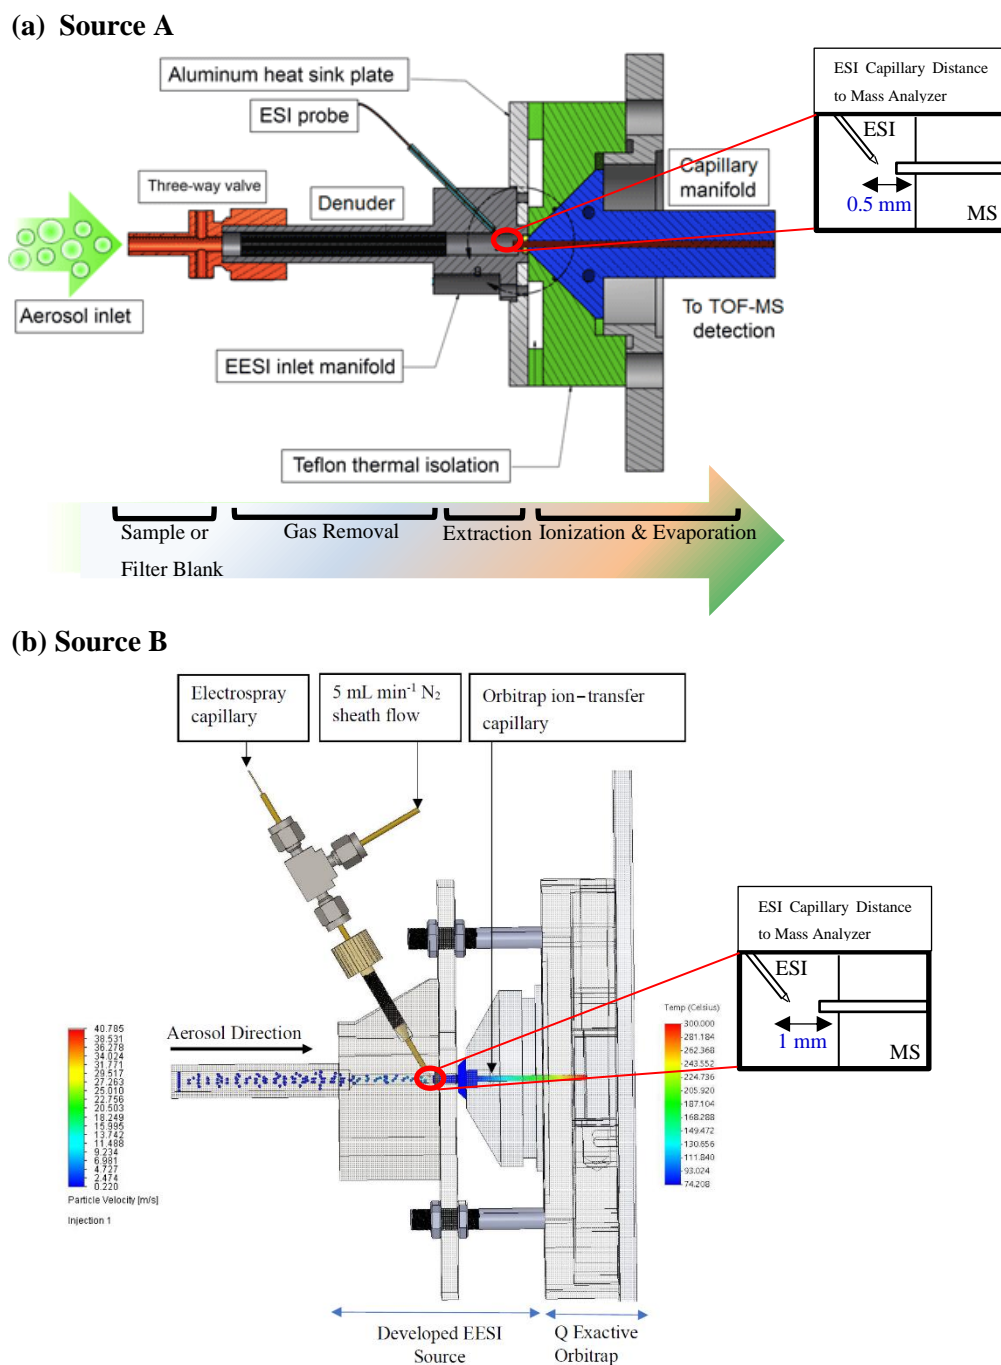 (a) Source A
Aluminum heat sink plate
ESI probe
Three-way valve
Denuder
Capillary
manifold
ESI Capillary Distance
to Mass Analyzer
ESI
0.5 mm
MS
Aerosol inlet
EESI inlet manifold
8
To TOF-MS
detection
Teflon thermal isolation
Sample or
Filter Blank
Gas Removal
Extraction
Ionization & Evaporation
(b) Source B
Electrospray
capillary
5 mL min⁻¹ N₂
sheath flow
Orbitrap ion-transfer
capillary
ESI Capillary Distance
to Mass Analyzer
ESI
1 mm
MS
Aerosol Direction
40.785
38.531
36.278
34.024
31.771
29.517
27.263
25.010
22.756
20.503
18.249
15.995
13.742
11.488
9.234
6.981
4.727
2.474
0.220
Particle Velocity [m/s]
Injection 1
Temp (Celsius)
300.000
281.184
262.368
243.552
224.736
205.920
187.104
168.288
149.472
130.656
111.840
93.024
74.208
Developed EESI
Source
Q Exactive
Orbitrap